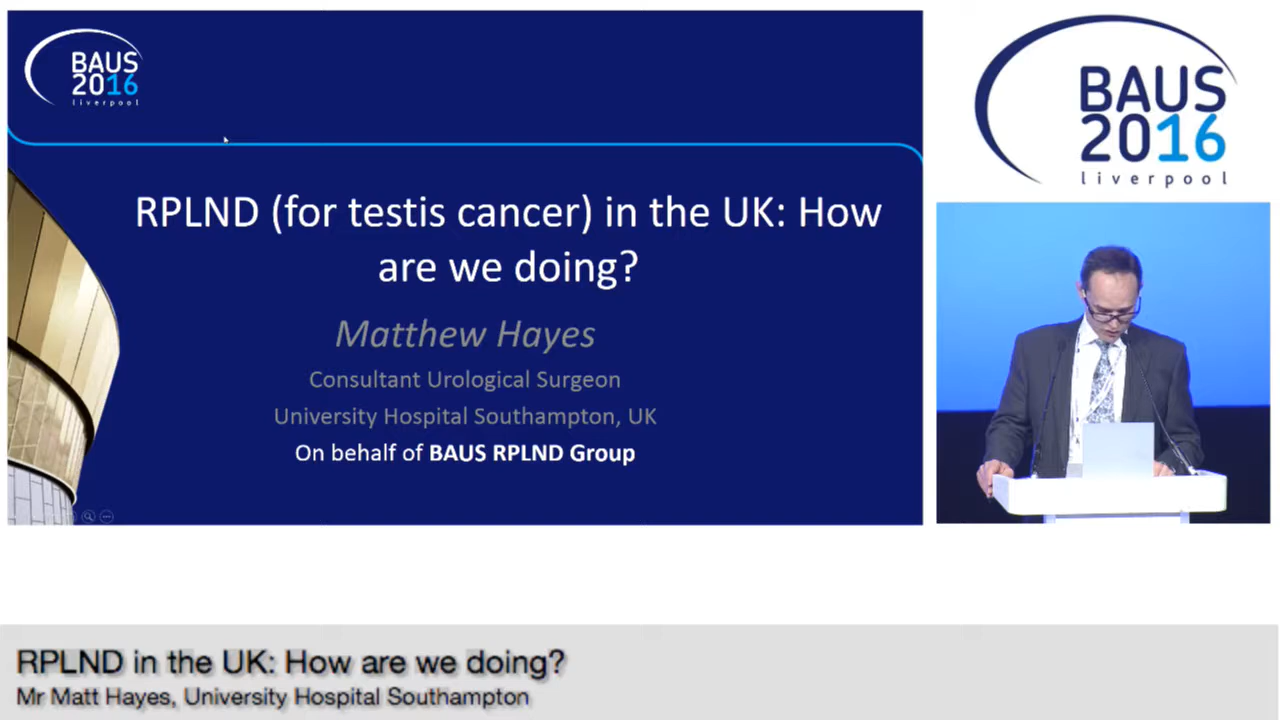 BAUS
2016
liverpool
RPLND (for testis cancer) in the UK: How
are we doing?
Matthew Hayes
Consultant Urological Surgeon
University Hospital Southampton, UK
On behalf of BAUS RPLND Group
BAUS
2016
liverpool
RPLND in the UK: How are we doing?
Mr Matt Hayes, University Hospital Southampton